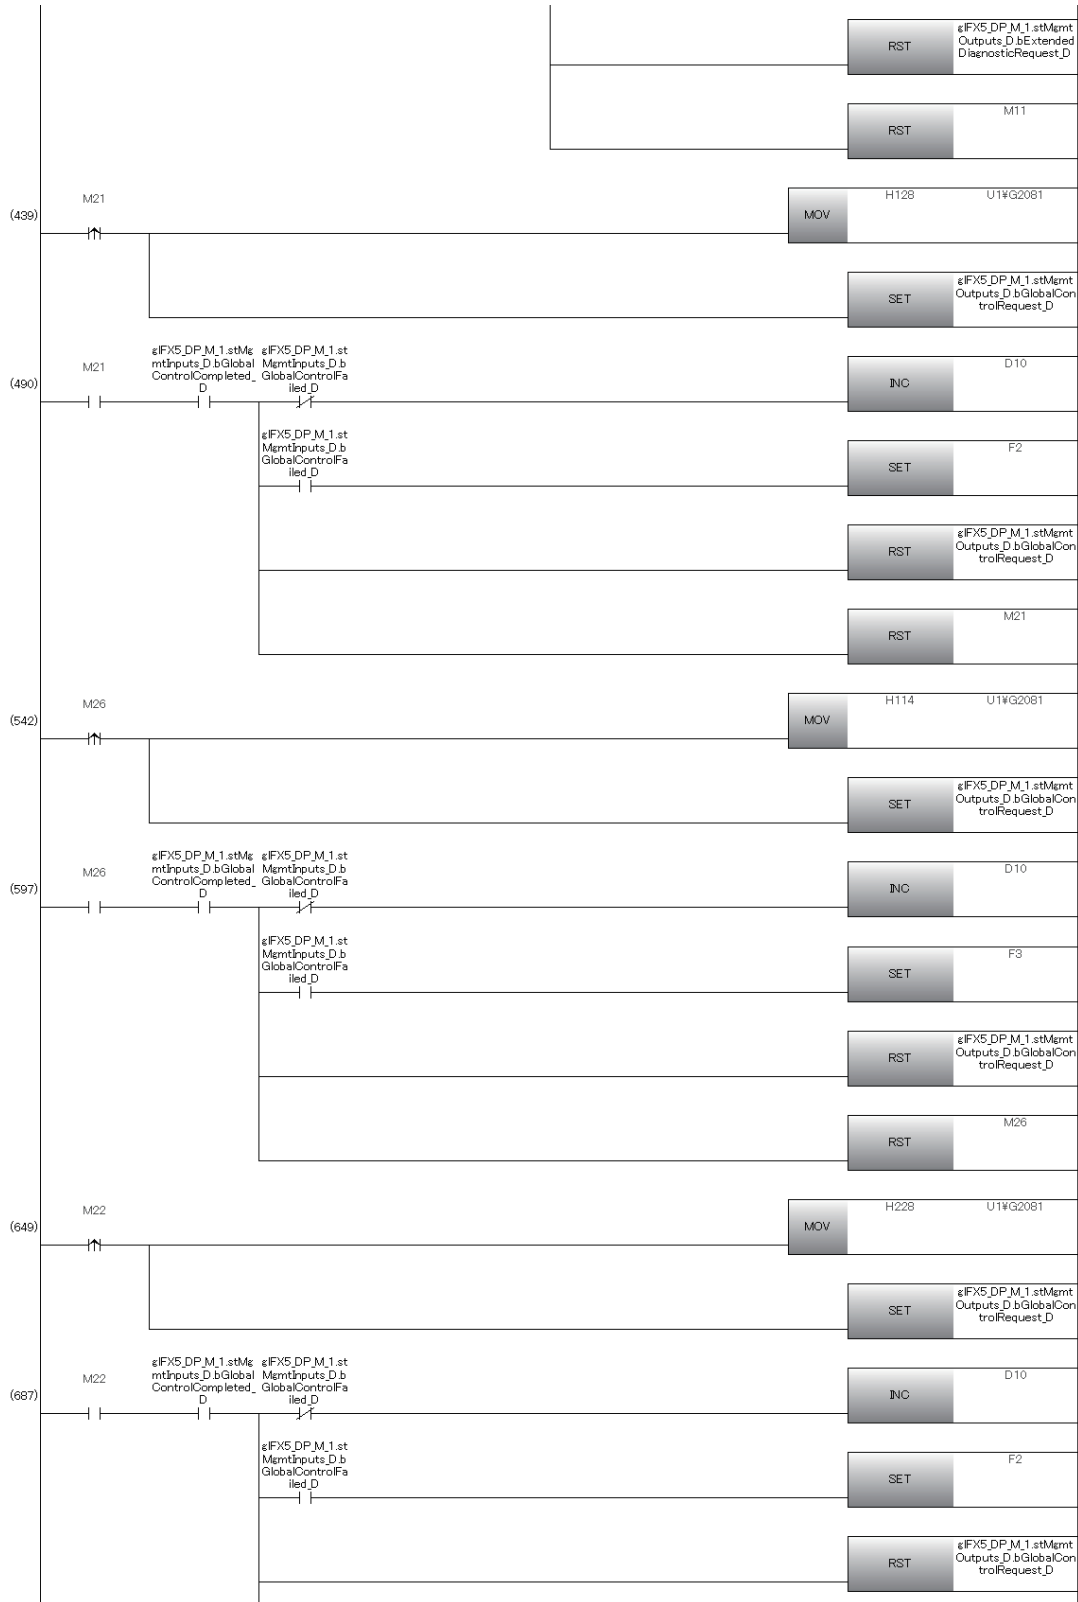 RST
gIFX5_DP_M_1.stMgmt
Outputs_D.bExtended
DiagnosticRequest_D
RST
M11
(439)
M21
MOV
H128
U1¥G2081
SET
gIFX5_DP_M_1.stMgmt
Outputs_D.bGlobalCon
trolRequest_D
(490)
M21
gIFX5_DP_M_1.stMg
mtInputs_D.bGlobal
ControlCompleted_
D
gIFX5_DP_M_1.st
MgmtInputs_D.b
GlobalControlFa
iled_D
INC
D10
gIFX5_DP_M_1.st
MgmtInputs_D.b
GlobalControlFa
iled_D
SET
F2
RST
gIFX5_DP_M_1.stMgmt
Outputs_D.bGlobalCon
trolRequest_D
RST
M21
(542)
M26
MOV
H114
U1¥G2081
SET
gIFX5_DP_M_1.stMgmt
Outputs_D.bGlobalCon
trolRequest_D
(597)
M26
gIFX5_DP_M_1.stMg
mtInputs_D.bGlobal
ControlCompleted_
D
gIFX5_DP_M_1.st
MgmtInputs_D.b
GlobalControlFa
iled_D
INC
D10
gIFX5_DP_M_1.st
MgmtInputs_D.b
GlobalControlFa
iled_D
SET
F3
RST
gIFX5_DP_M_1.stMgmt
Outputs_D.bGlobalCon
trolRequest_D
RST
M26
(649)
M22
MOV
H228
U1¥G2081
SET
gIFX5_DP_M_1.stMgmt
Outputs_D.bGlobalCon
trolRequest_D
(687)
M22
gIFX5_DP_M_1.stMg
mtInputs_D.bGlobal
ControlCompleted_
D
gIFX5_DP_M_1.st
MgmtInputs_D.b
GlobalControlFa
iled_D
INC
D10
gIFX5_DP_M_1.st
MgmtInputs_D.b
GlobalControlFa
iled_D
SET
F2
RST
gIFX5_DP_M_1.stMgmt
Outputs_D.bGlobalCon
trolRequest_D